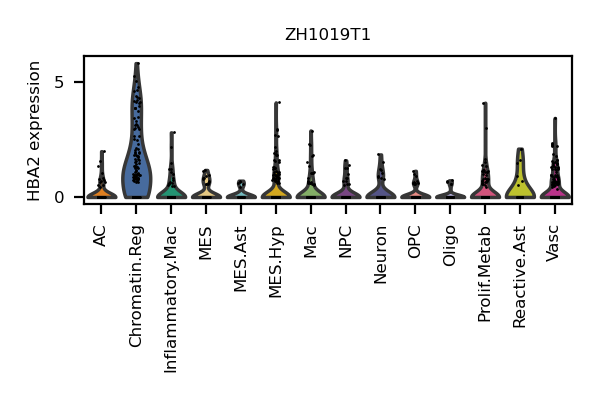 ZH1019T1
HBA2 expression
5
0
AC
Chromatin.Reg
Inflammatory.Mac
MES
MES.Ast
MES.Hyp
Mac
NPC
Neuron
OPC
Oligo
Prolif.Metab
Reactive.Ast
Vasc